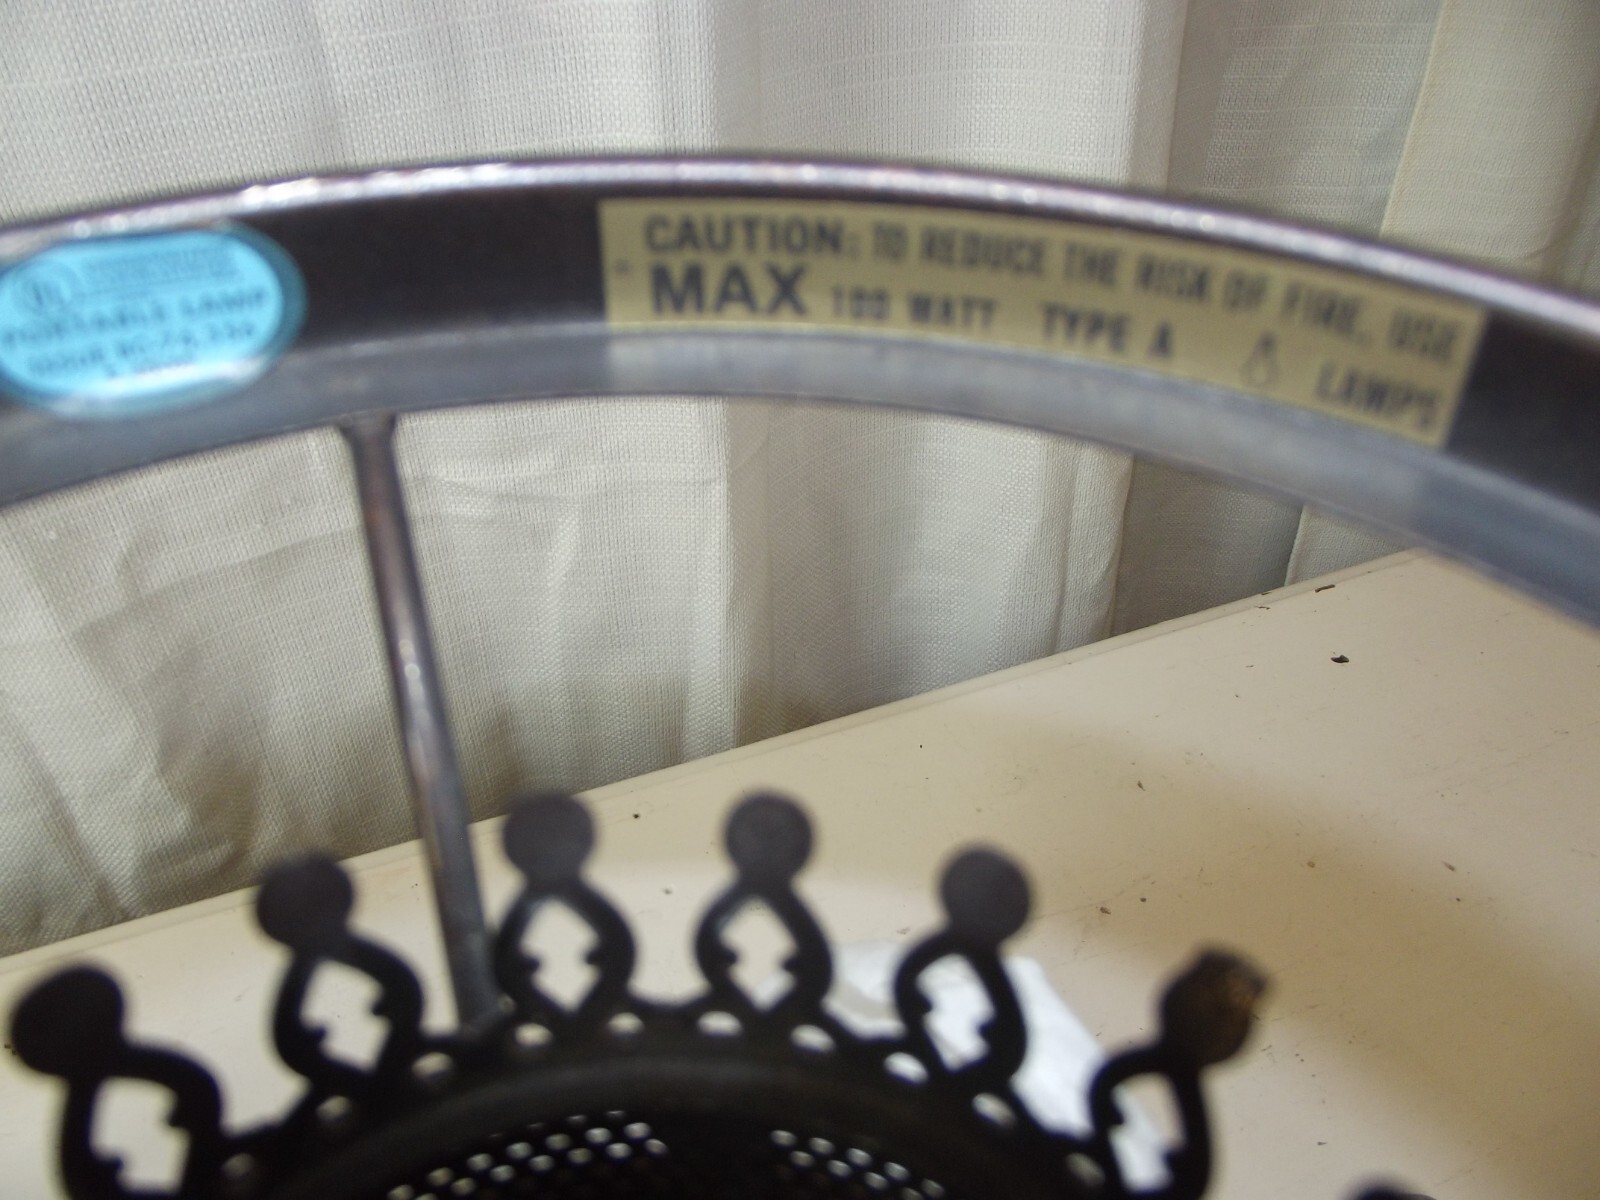 PORTABLE LAMP
CAUTION: TO REDUCE THE RISK OF FIRE, USE
MAX 100 WATT TYPE A LAMPS